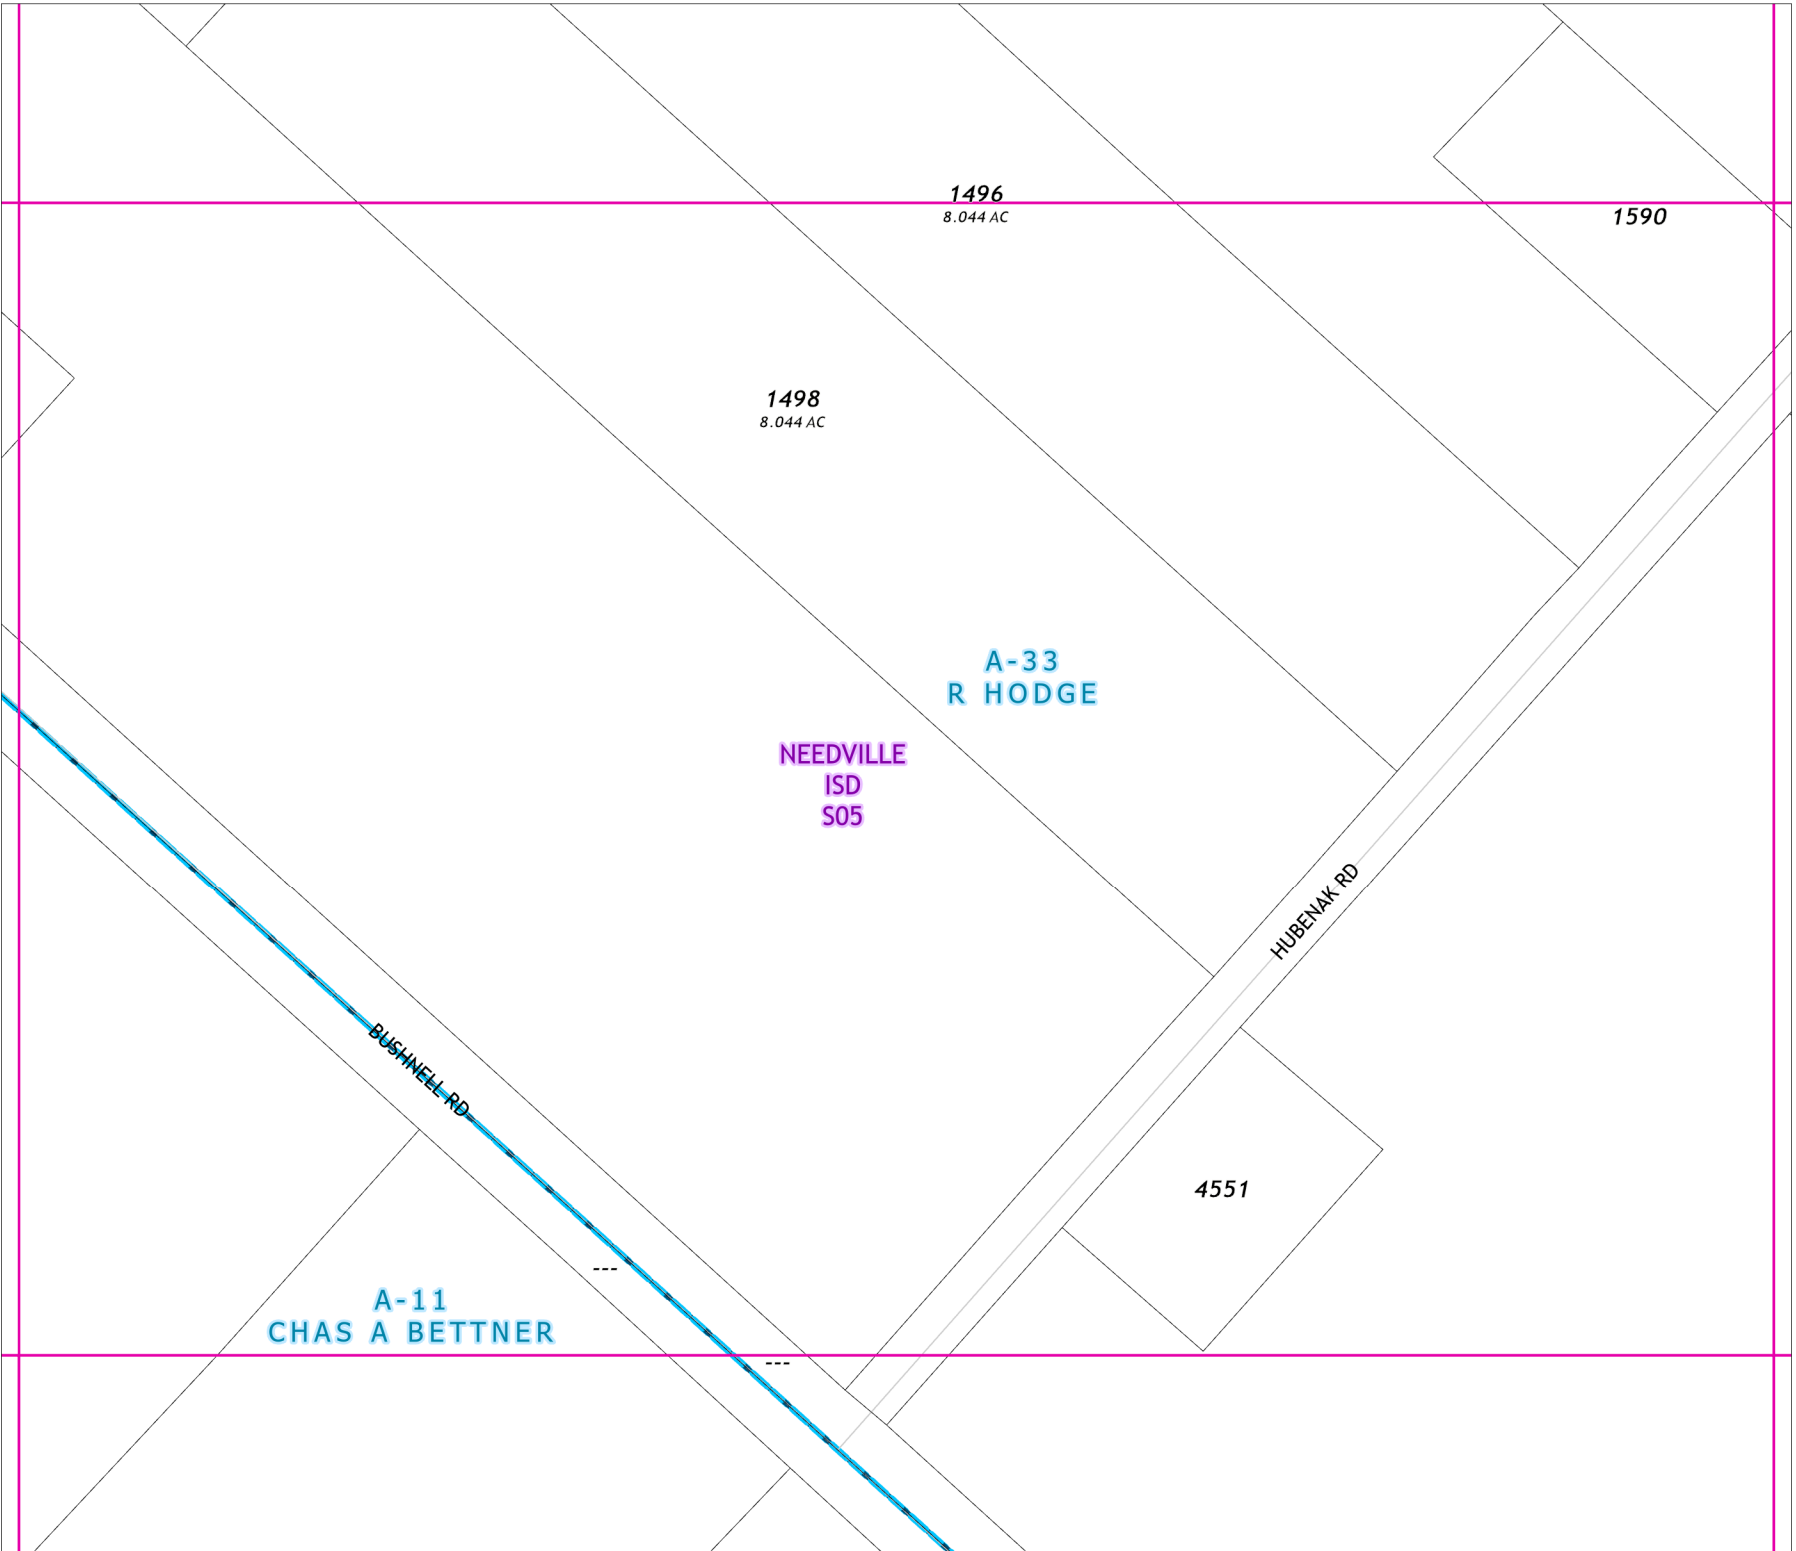 1496
8.044 AC
1590
1498
8.044 AC
A-33
R HODGE
NEEDVILLE
ISD
S05
HUBENAK RD
BUSHNELL RD
4551
---
A-11
CHAS A BETTNER
---